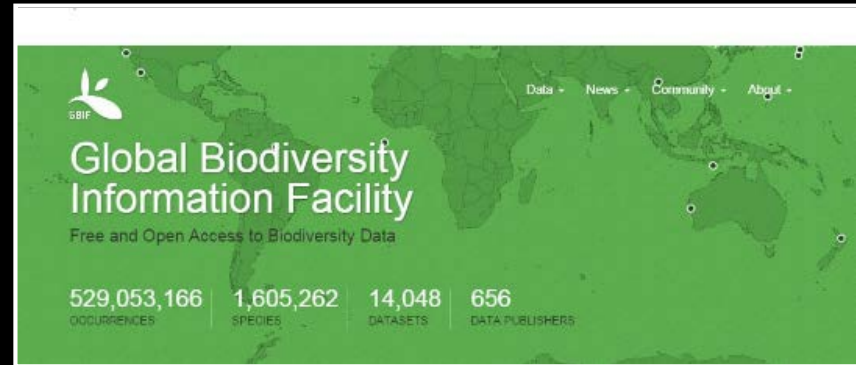 GBIF
Data
News
Community
About
Global Biodiversity
Information Facility
Free and Open Access to Biodiversity Data
529,053,166
OCCURRENCES
1,605,262
SPECIES
14,048
DATASETS
656
DATA PUBLISHERS